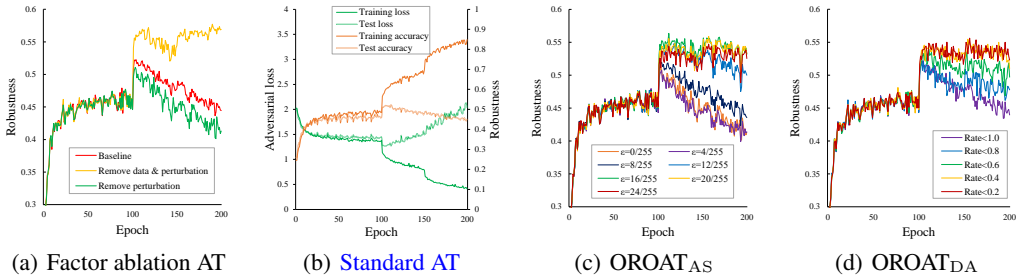 0.6
0.55
0.5
0.45
0.4
0.35
0.3
Robustness
0 50 100 150 200
Epoch
Baseline
Remove data & perturbation
Remove perturbation
(a) Factor ablation AT
4
3.5
3
2.5
2
1.5
1
0.5
0
Adversarial loss
1
0.9
0.8
0.7
0.6
0.5
0.4
0.3
0.2
0.1
0
Robustness
0 50 100 150 200
Epoch
Training loss
Test loss
Training accuracy
Test accuracy
(b) Standard AT
0.6
0.55
0.5
0.45
0.4
0.35
0.3
Robustness
0 50 100 150 200
Epoch
ε=0/255 ε=4/255
ε=8/255 ε=12/255
ε=16/255 ε=20/255
ε=24/255
(c) OROAT_AS
0.6
0.55
0.5
0.45
0.4
0.35
0.3
Robustness
0 50 100 150 200
Epoch
Rate<1.0
Rate<0.8
Rate<0.6
Rate<0.4
Rate<0.2
(d) OROAT_DA